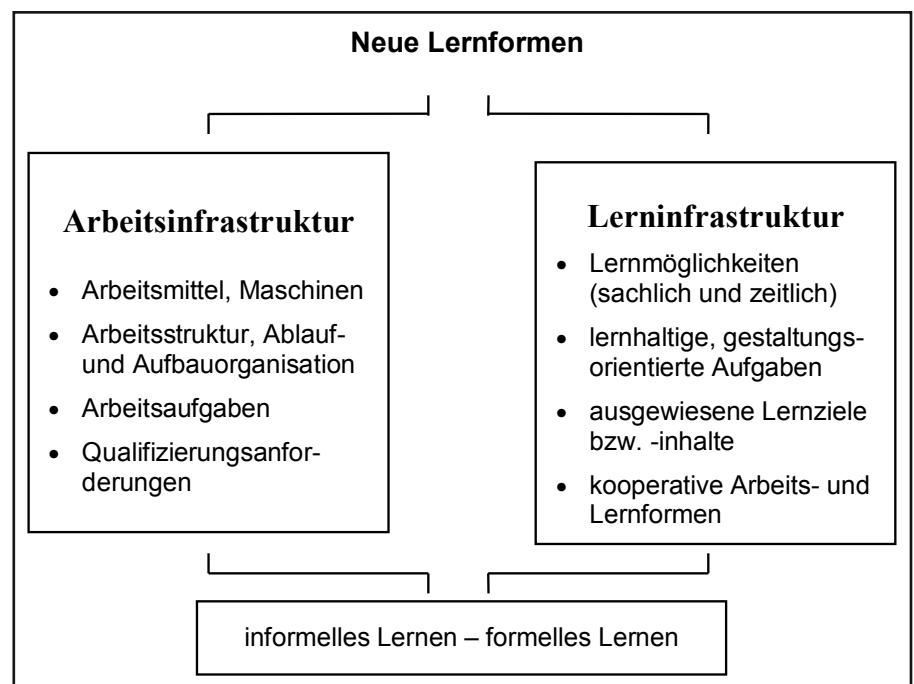 Neue Lernformen
Arbeitsinfrastruktur
• Arbeitsmittel, Maschinen
• Arbeitsstruktur, Ablauf-
und Aufbauorganisation
• Arbeitsaufgaben
• Qualifizierungsanfor-
derungen
Lerninfrastruktur
• Lernmöglichkeiten
(sachlich und zeitlich)
• lernhaltige, gestaltungs-
orientierte Aufgaben
• ausgewiesene Lernziele
bzw. -inhalte
• kooperative Arbeits- und
Lernformen
informelles Lernen – formelles Lernen